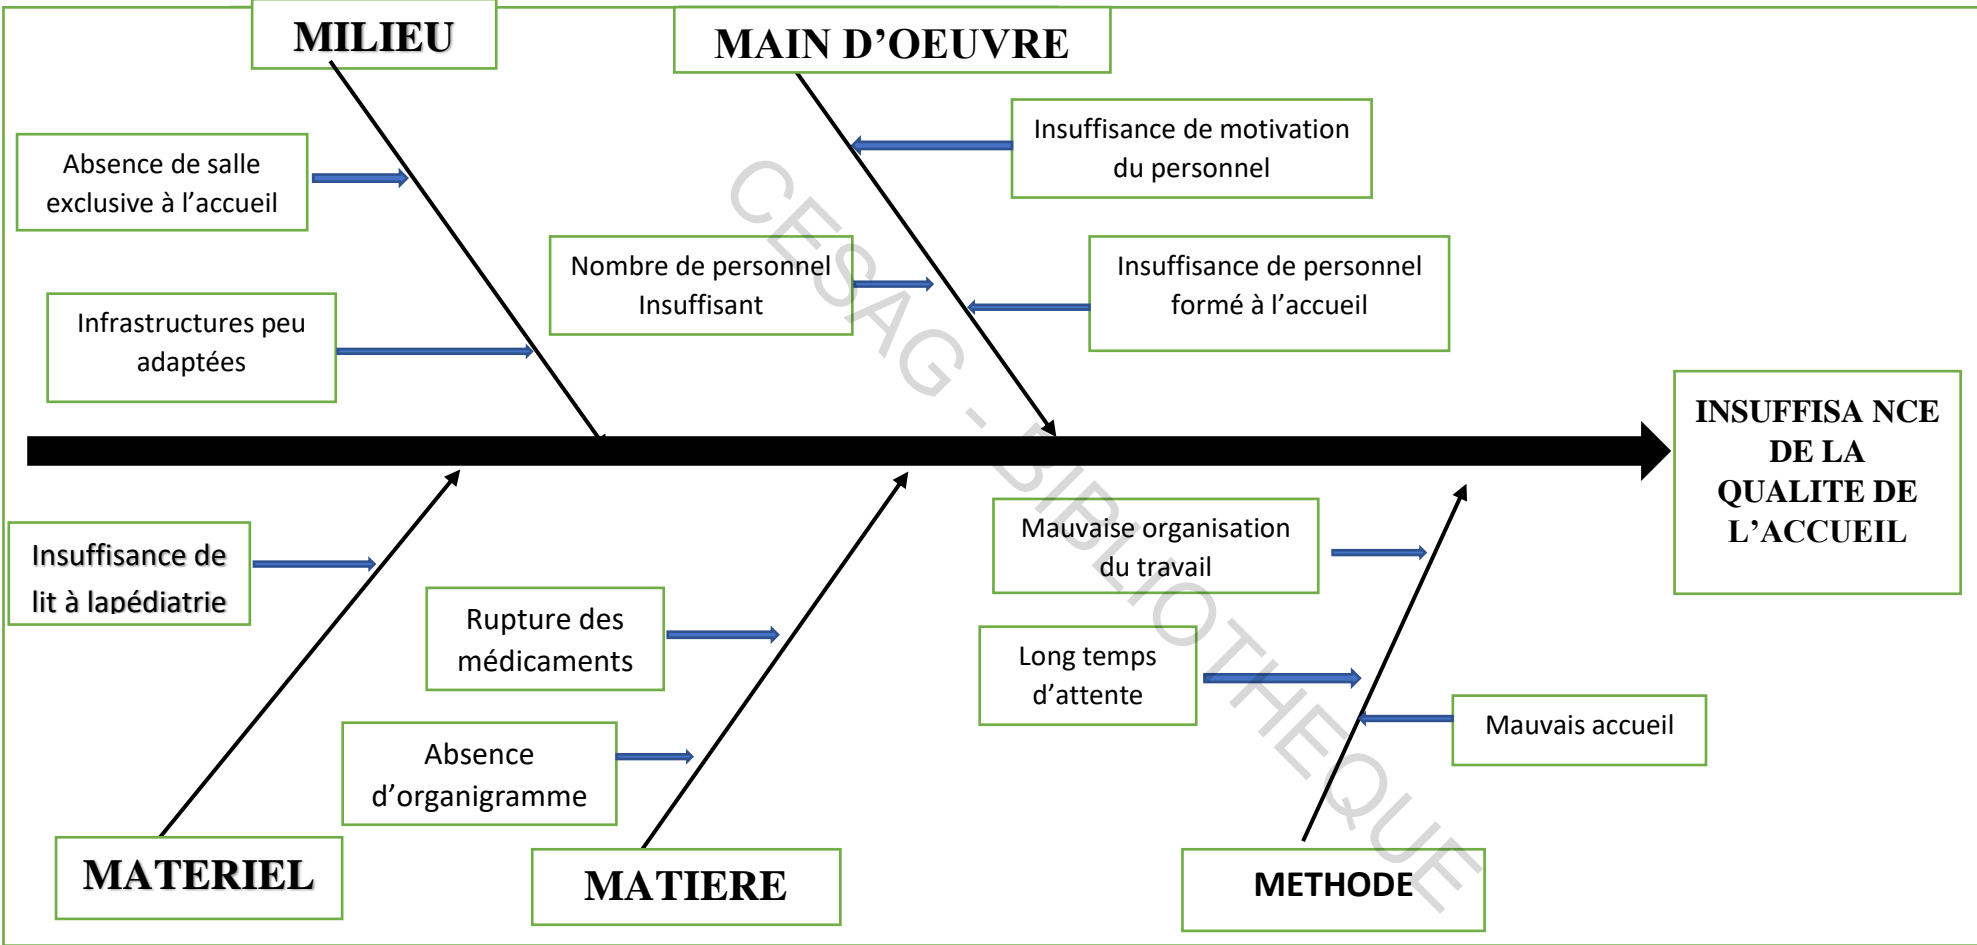 MILIEU
MAIN D’OEUVRE
Insuffisance de motivation
du personnel
Absence de salle
exclusive à l’accueil
Nombre de personnel
Insuffisant
Insuffisance de personnel
formé à l’accueil
Infrastructures peu
adaptées
INSUFFISA NCE
DE LA
QUALITE DE
L’ACCUEIL
Insuffisance de
lit à lapédiatrie
Mauvaise organisation
du travail
Rupture des
médicaments
Long temps
d’attente
Mauvais accueil
Absence
d’organigramme
MATERIEL
MATIERE
METHODE
CESAG - BIBLIOTHEQUE